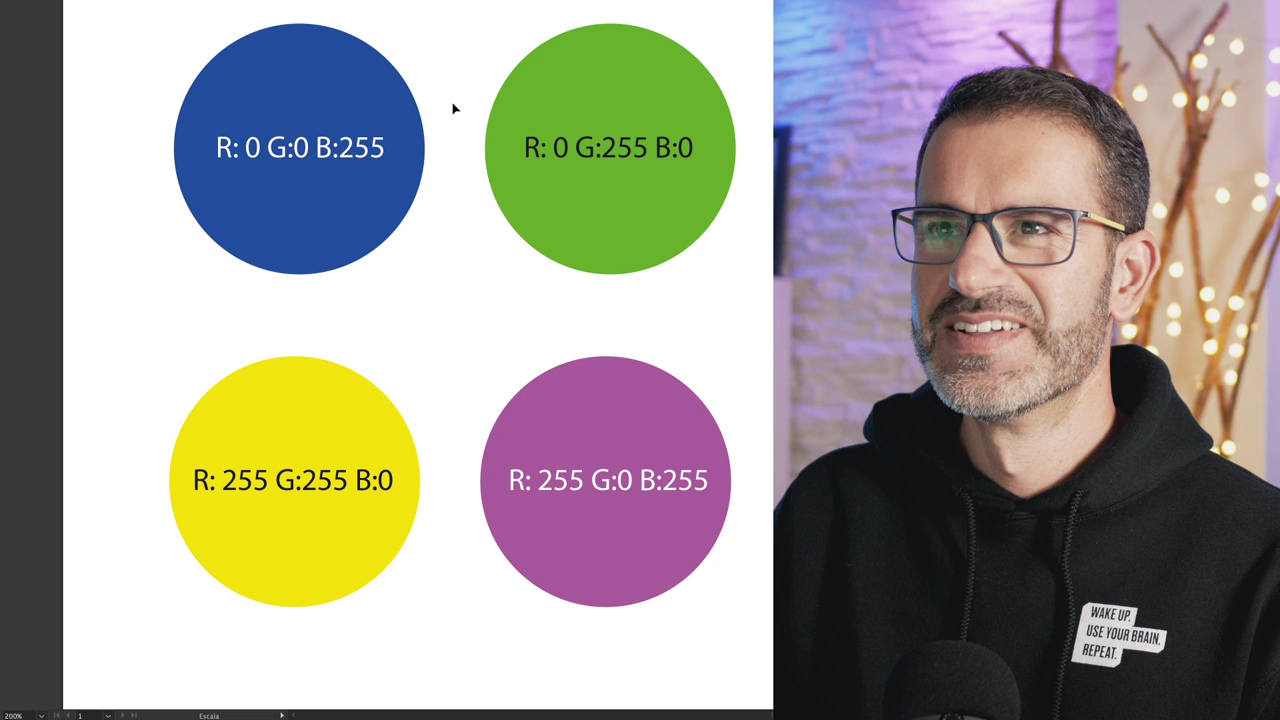 R: 0 G:0 B:255
R: 0 G:255 B:0
R: 255 G:255 B:0
R: 255 G:0 B:255
WAKE UP.
USE YOUR BRAIN.
REPEAT.
200%
1
Escala